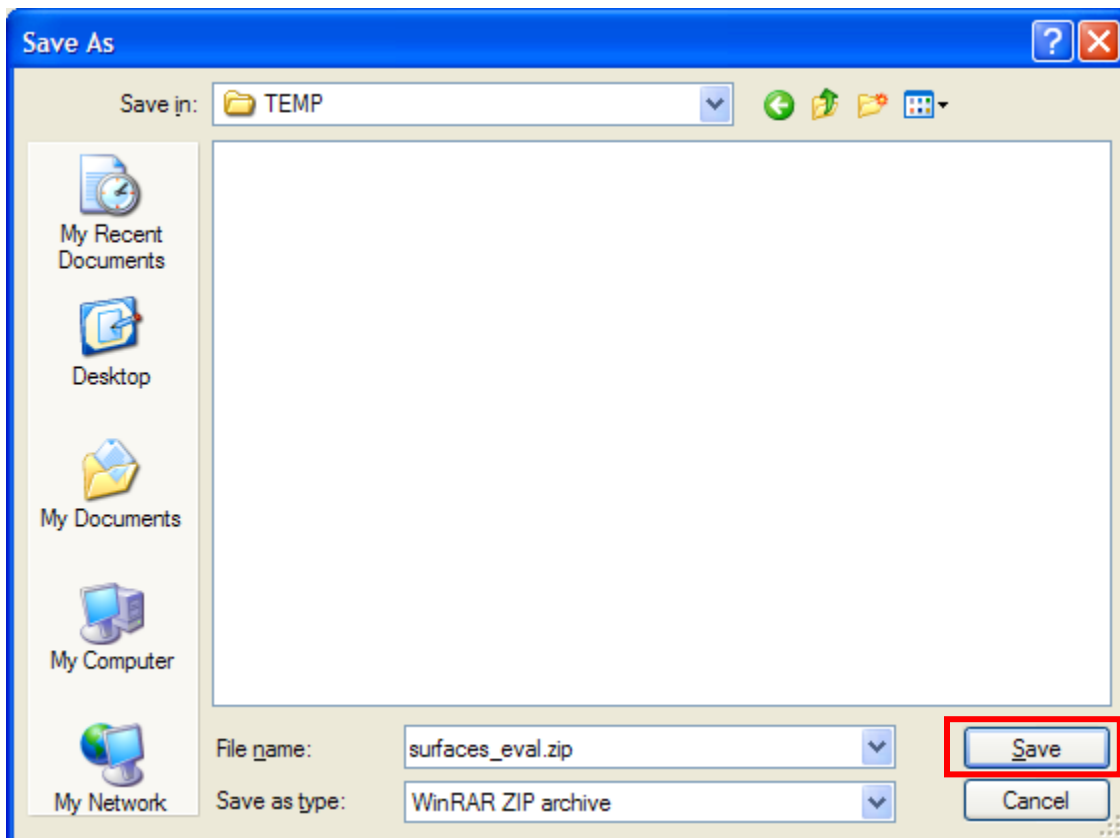 Save As
Save in: TEMP
My Recent
Documents
Desktop
My Documents
My Computer
My Network
File name: surfaces_eval.zip Save
Save as type: WinRAR ZIP archive Cancel